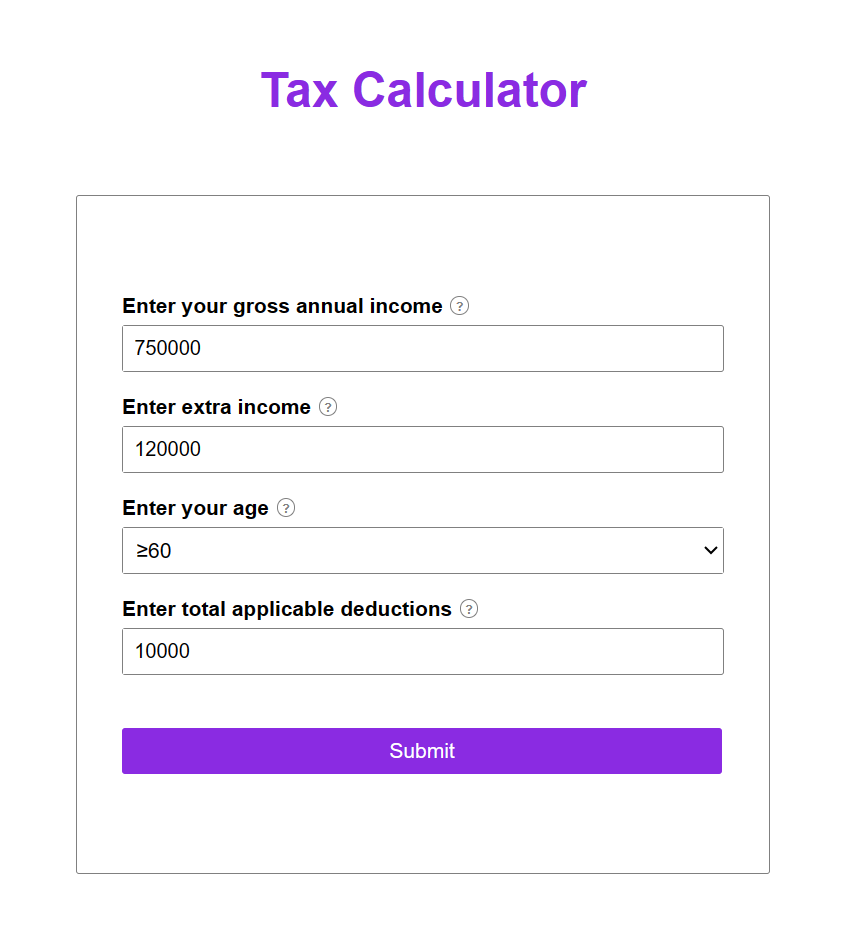 Tax Calculator
Enter your gross annual income ?
750000
Enter extra income ?
120000
Enter your age ?
≥60
Enter total applicable deductions ?
10000
Submit